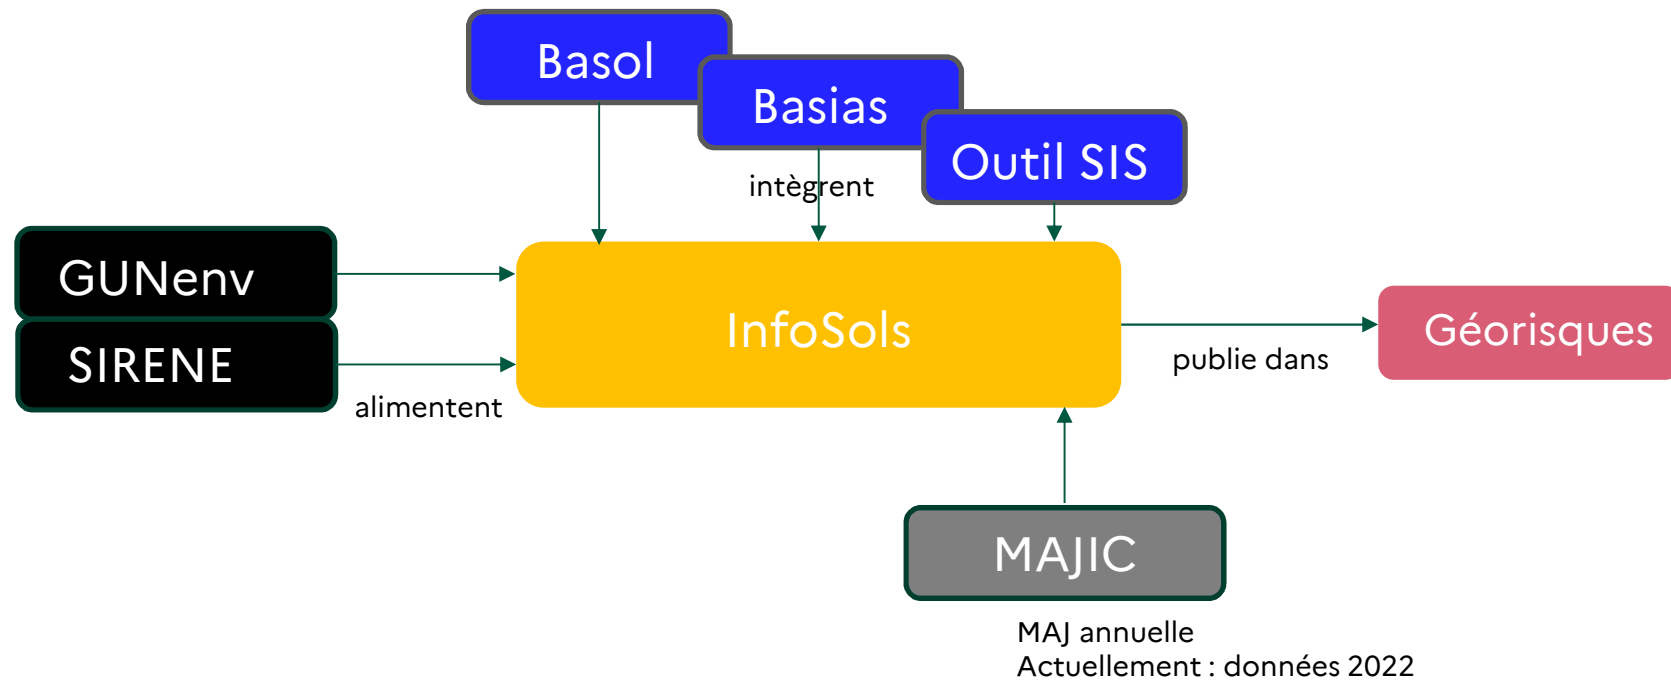 Basol
Basias
Outil SIS
intègrent
GUNenv
SIRENE
alimentent
InfoSols
publie dans
Géorisques
MAJIC
MAJ annuelle
Actuellement : données 2022